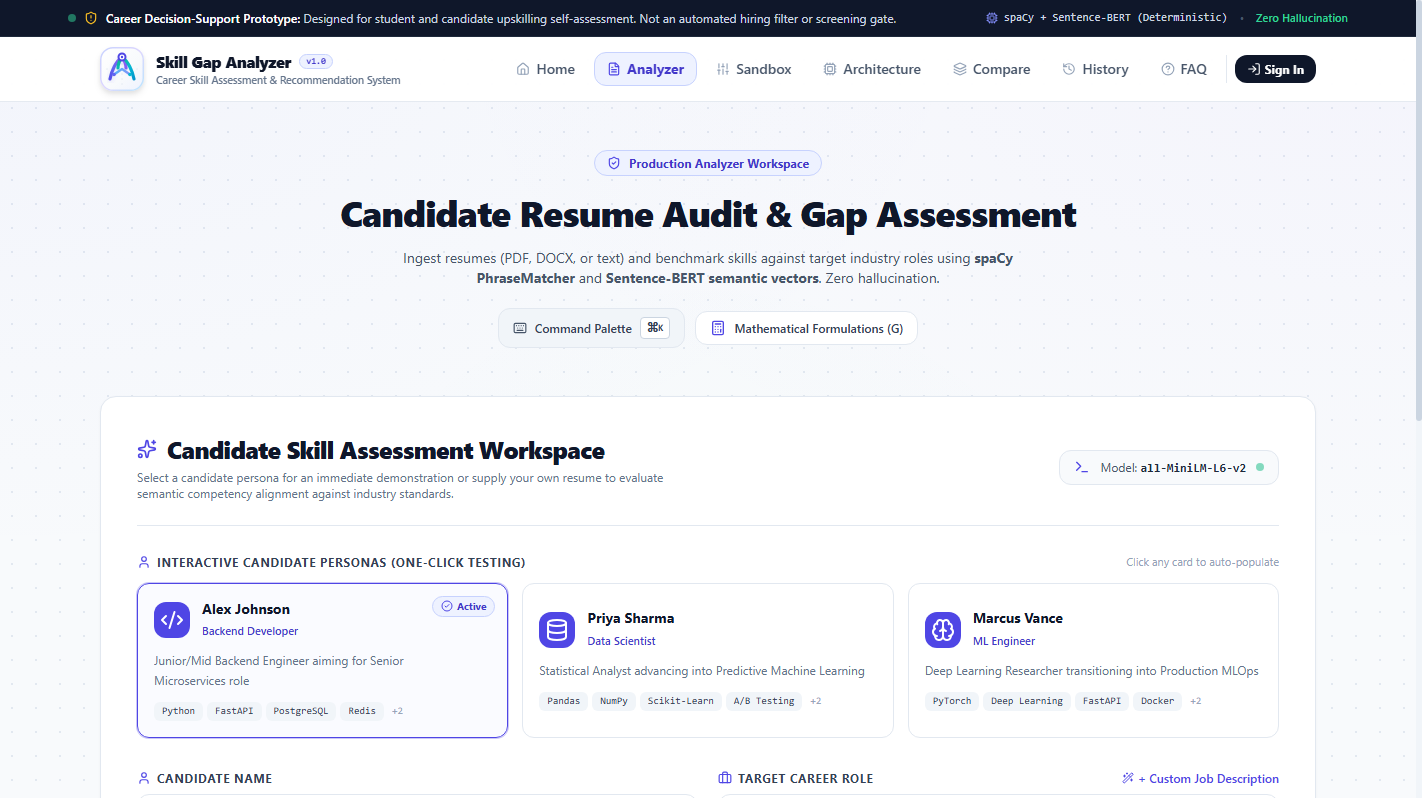 Career Decision-Support Prototype: Designed for student and candidate upskilling self-assessment. Not an automated hiring filter or screening gate.
spaCy + Sentence-BERT (Deterministic) • Zero Hallucination
Skill Gap Analyzer v1.0
Career Skill Assessment & Recommendation System
Home
Analyzer
Sandbox
Architecture
Compare
History
FAQ
Sign In
Production Analyzer Workspace
Candidate Resume Audit & Gap Assessment
Ingest resumes (PDF, DOCX, or text) and benchmark skills against target industry roles using spaCy
PhraseMatcher and Sentence-BERT semantic vectors. Zero hallucination.
Command Palette ⌘K
Mathematical Formulations (G)
Candidate Skill Assessment Workspace
Select a candidate persona for an immediate demonstration or supply your own resume to evaluate
semantic competency alignment against industry standards.
Model: all-MiniLM-L6-v2
INTERACTIVE CANDIDATE PERSONAS (ONE-CLICK TESTING)
Click any card to auto-populate
Alex Johnson
Active
Backend Developer
Junior/Mid Backend Engineer aiming for Senior
Microservices role
Python FastAPI PostgreSQL Redis +2
Priya Sharma
Data Scientist
Statistical Analyst advancing into Predictive Machine Learning
Pandas NumPy Scikit-Learn A/B Testing +2
Marcus Vance
ML Engineer
Deep Learning Researcher transitioning into Production MLOps
PyTorch Deep Learning FastAPI Docker +2
CANDIDATE NAME
TARGET CAREER ROLE
+ Custom Job Description